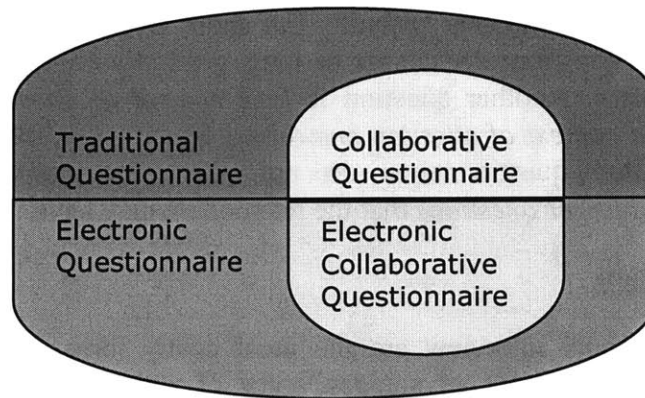 Traditional
Questionnaire
Collaborative
Questionnaire
Electronic
Questionnaire
Electronic
Collaborative
Questionnaire